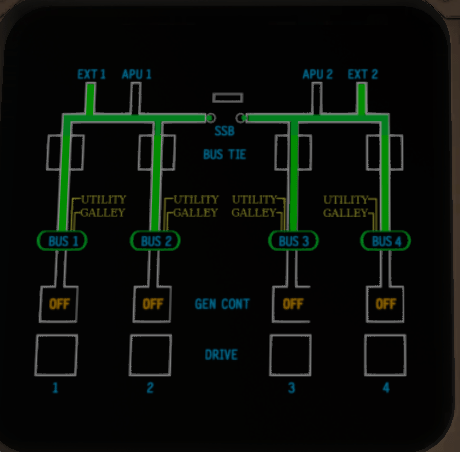 EXT 1 APU 1 APU 2 EXT 2
SSB
BUS TIE
UTILITY UTILITY UTILITY UTILITY
GALLEY GALLEY GALLEY GALLEY
BUS 1 BUS 2 BUS 3 BUS 4
OFF OFF GEN CONT OFF OFF
DRIVE
1 2 3 4